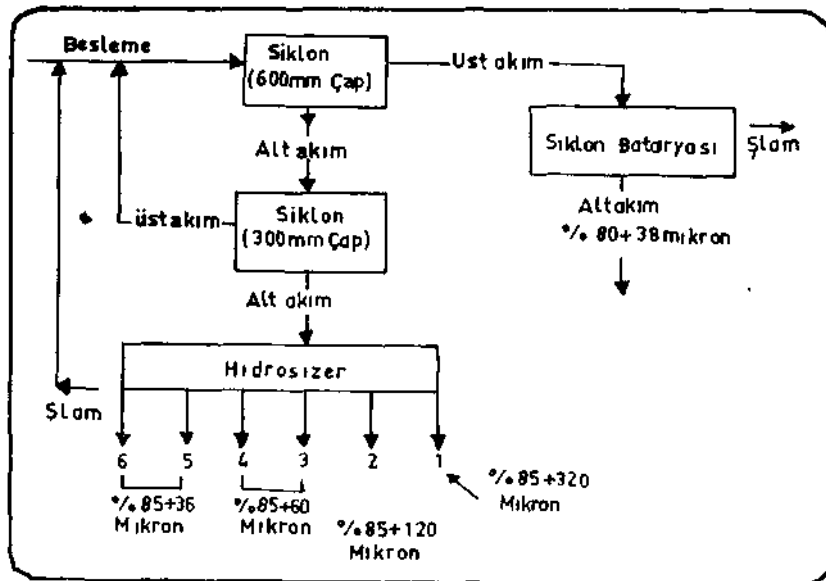 Besleme
Siklon
(600mm Çap)
Üst akım
Alt akım
Siklon Bataryası
Şlam
Altakım
% 80+38 mikron
üstakım
Siklon
(300mm Çap)
Alt akım
Hidrosizer
Şlam
6 5 4 3 2 1
%85+36
Mikron
%85+60
Mikron
%85+120
Mikron
%85+320
Mikron